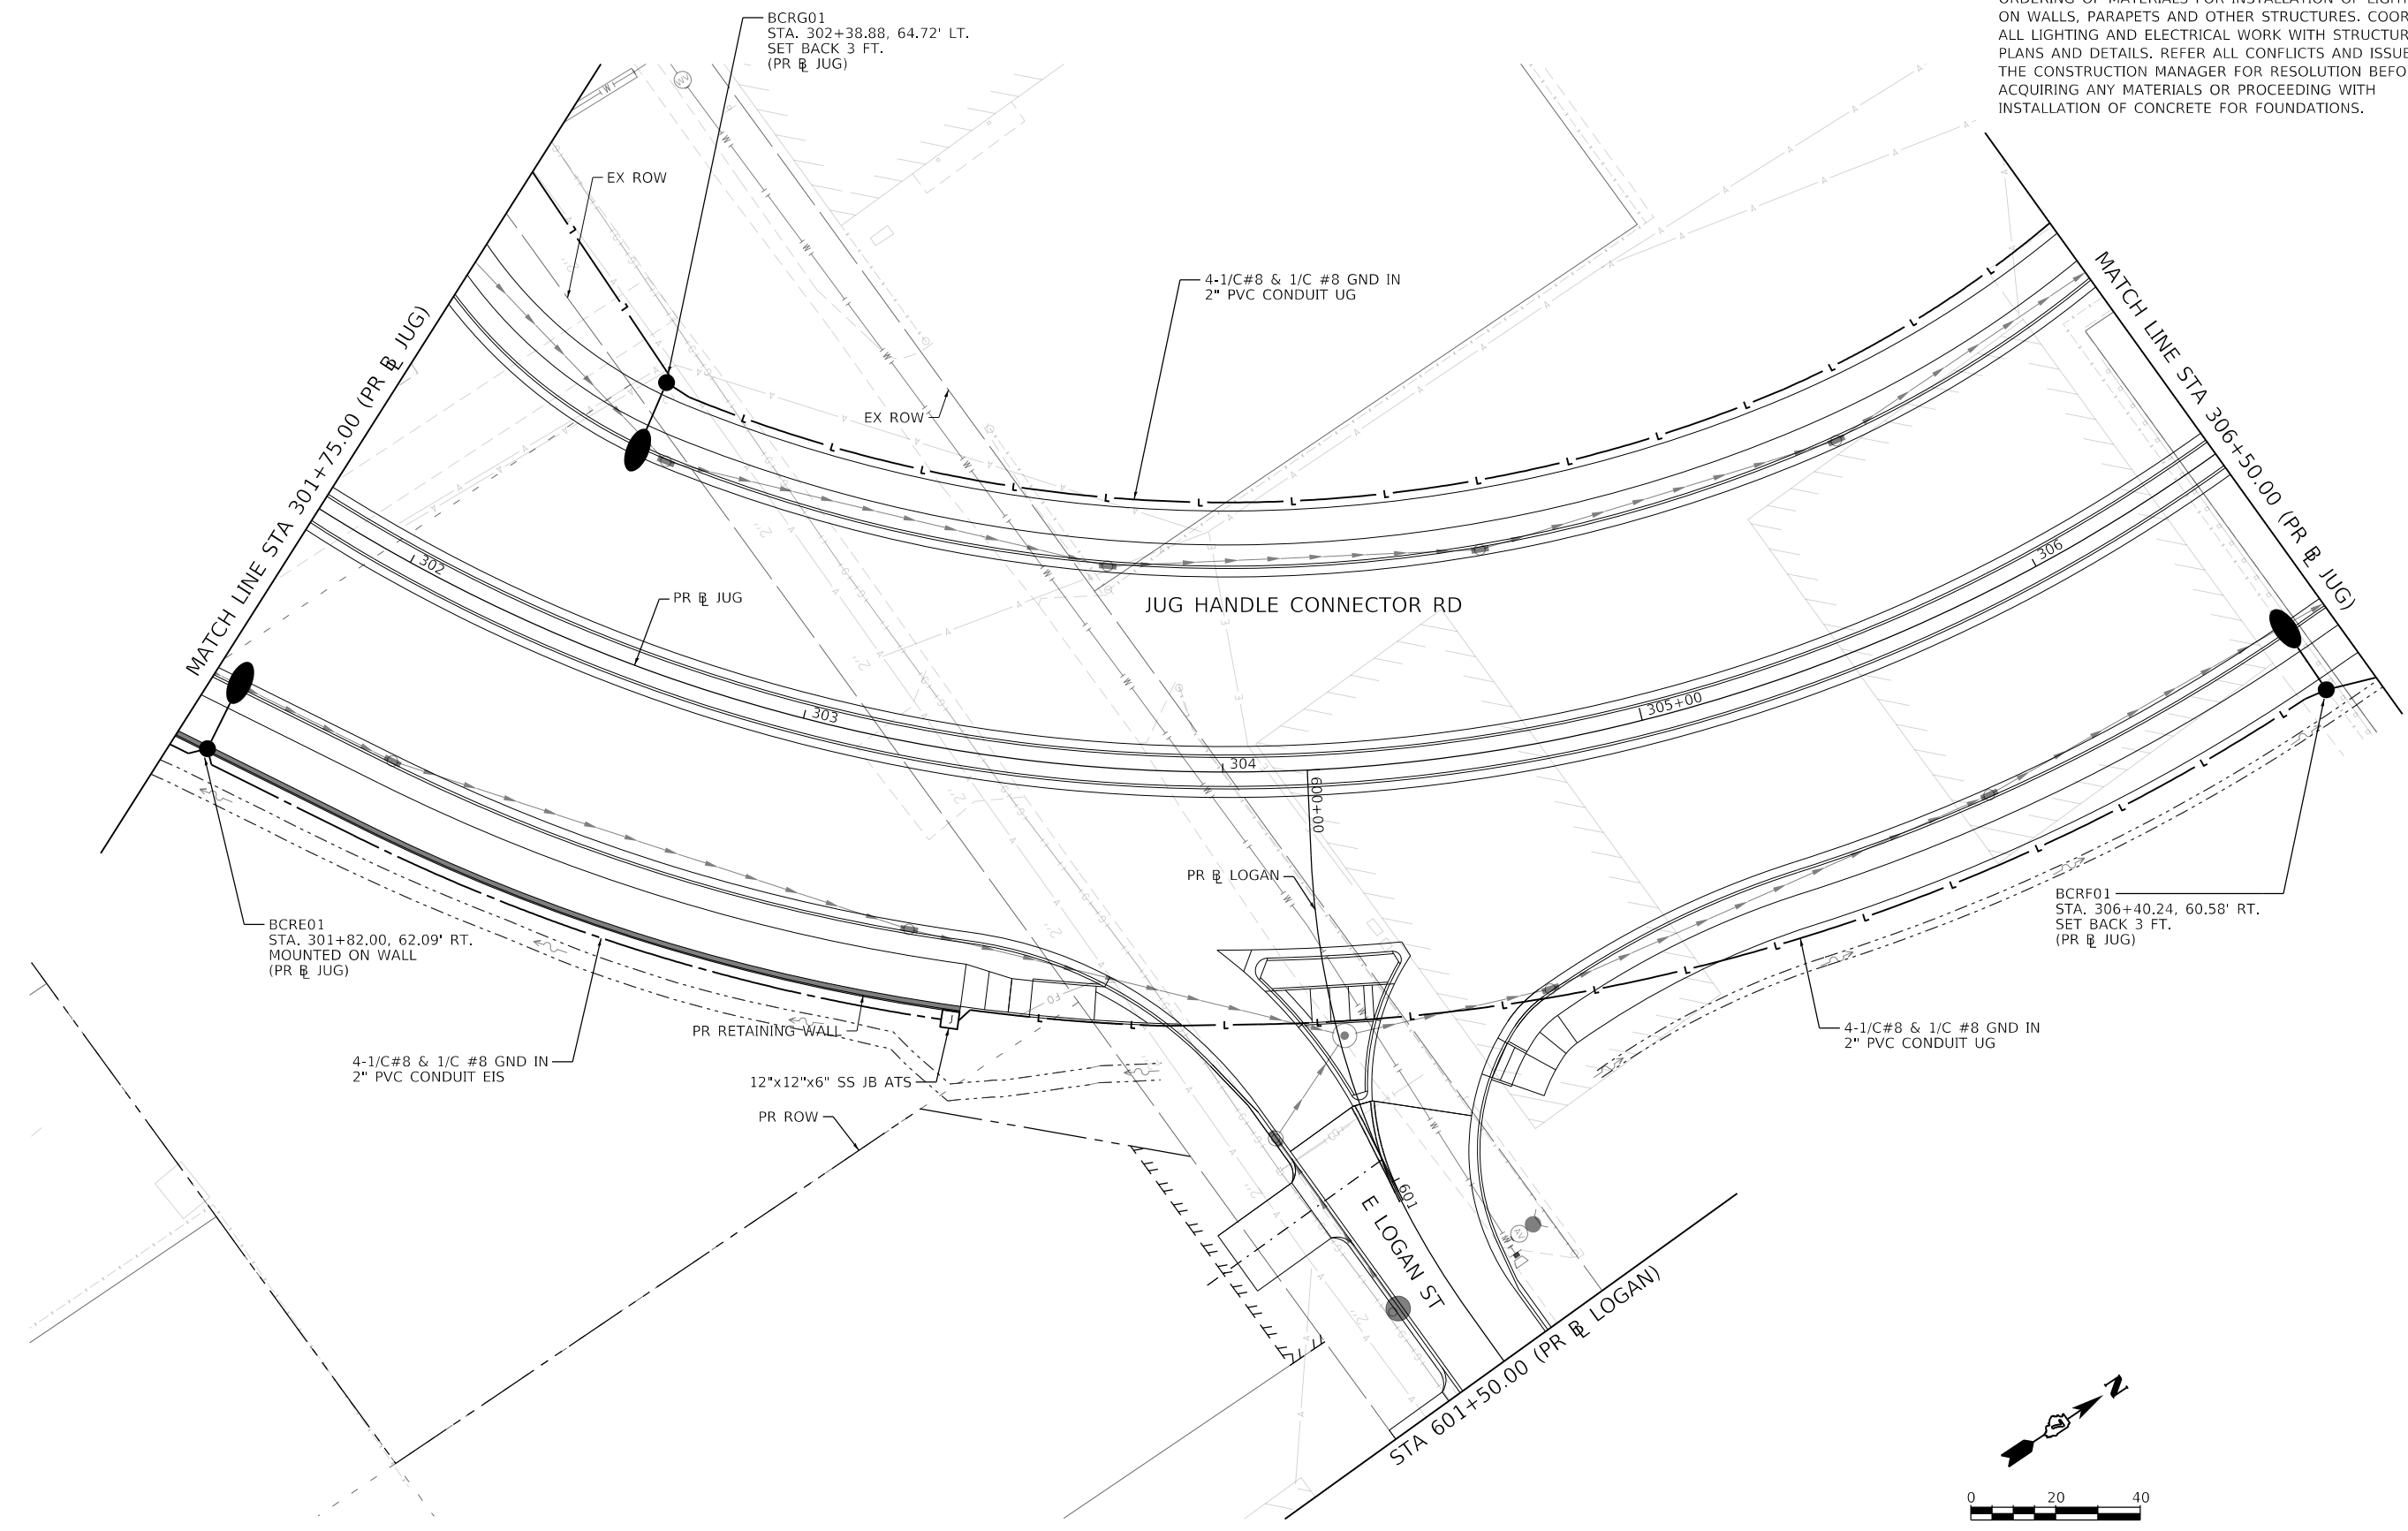 ON WALLS, PARAPETS AND OTHER STRUCTURES. COOR
ALL LIGHTING AND ELECTRICAL WORK WITH STRUCTUR
PLANS AND DETAILS. REFER ALL CONFLICTS AND ISSUE
THE CONSTRUCTION MANAGER FOR RESOLUTION BEFO
ACQUIRING ANY MATERIALS OR PROCEEDING WITH
INSTALLATION OF CONCRETE FOR FOUNDATIONS.
BCRG01
STA. 302+38.88, 64.72' LT.
SET BACK 3 FT.
(PR BL JUG)
EX ROW
EX ROW
4-1/C#8 & 1/C #8 GND IN
2" PVC CONDUIT UG
MATCH LINE STA 301+75.00 (PR BL JUG)
MATCH LINE STA 306+50.00 (PR BL JUG)
302
303
304
305+00
306
PR BL JUG
JUG HANDLE CONNECTOR RD
600+00
PR BL LOGAN
BCRE01
STA. 301+82.00, 62.09' RT.
MOUNTED ON WALL
(PR BL JUG)
BCRF01
STA. 306+40.24, 60.58' RT.
SET BACK 3 FT.
(PR BL JUG)
PR RETAINING WALL
J
4-1/C#8 & 1/C #8 GND IN
2" PVC CONDUIT EIS
4-1/C#8 & 1/C #8 GND IN
2" PVC CONDUIT UG
12"x12"x6" SS JB ATS
PR ROW
601
E LOGAN ST
STA 601+50.00 (PR BL LOGAN)
N
0 20 40